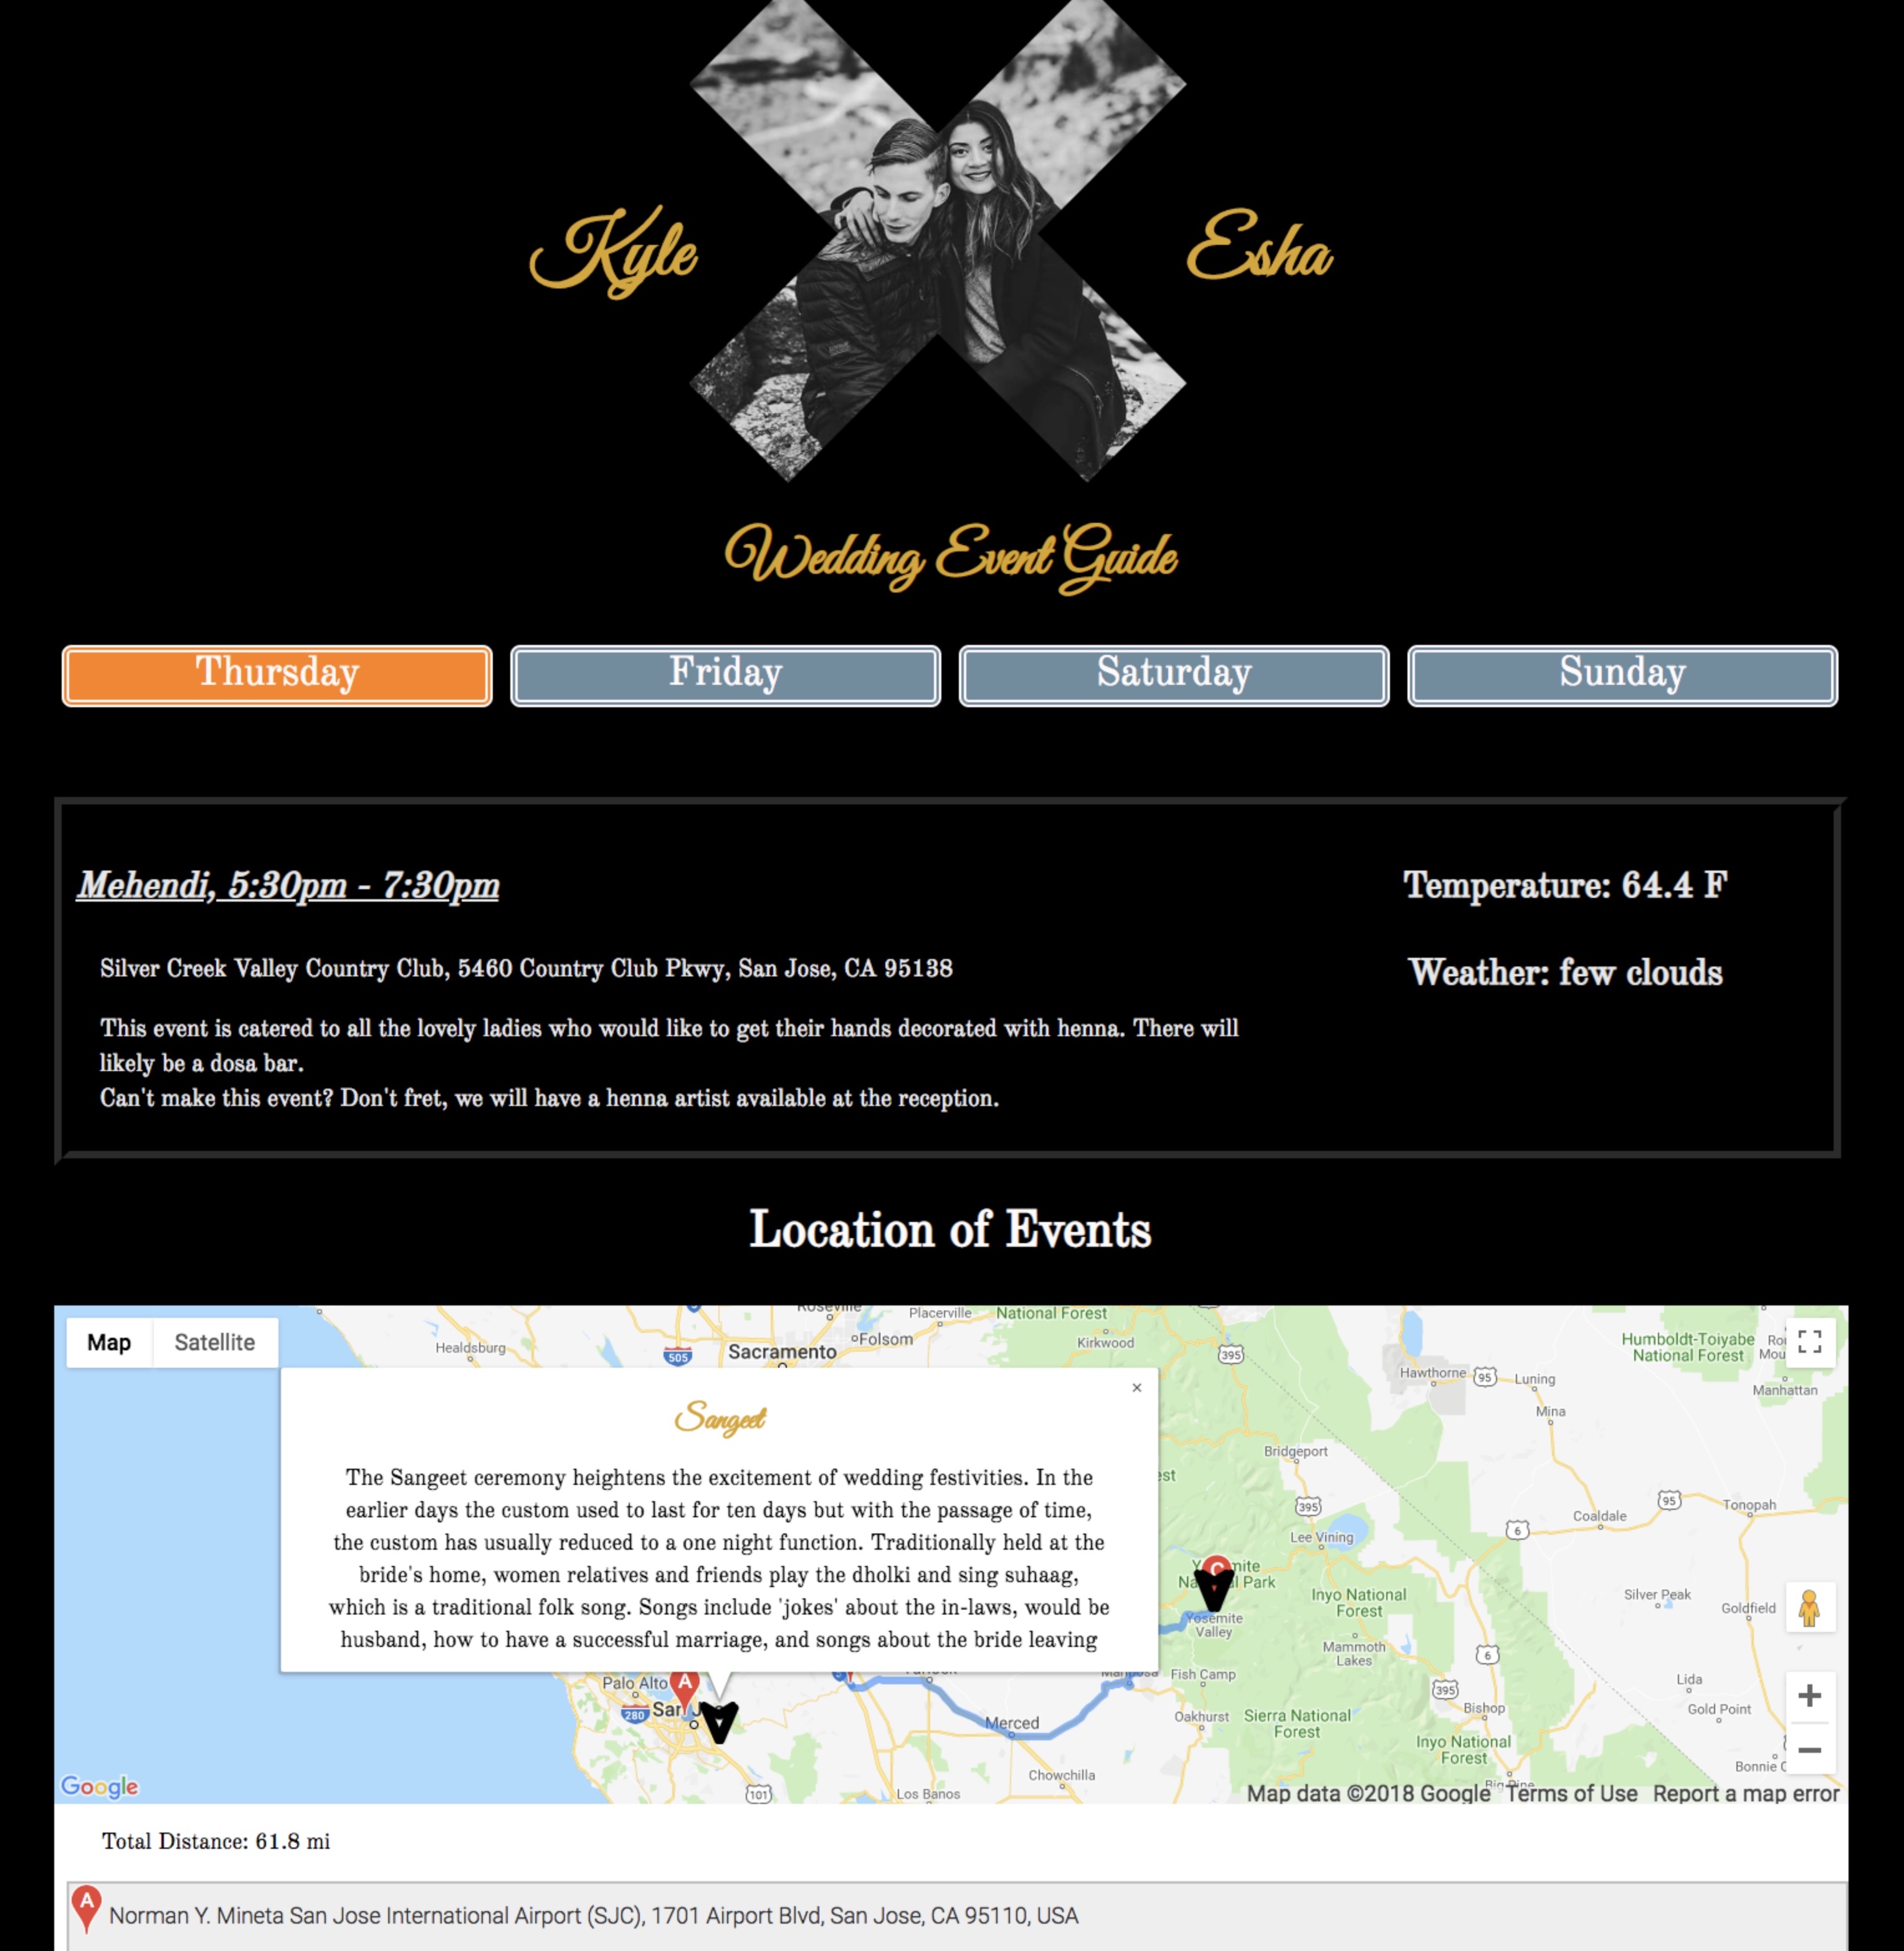 Kyle
Esha
Wedding Event Guide
Thursday
Friday
Saturday
Sunday
Mehendi, 5:30pm - 7:30pm
Silver Creek Valley Country Club, 5460 Country Club Pkwy, San Jose, CA 95138
This event is catered to all the lovely ladies who would like to get their hands decorated with henna. There will
likely be a dosa bar.
Can't make this event? Don't fret, we will have a henna artist available at the reception.
Temperature: 64.4 F
Weather: few clouds
Location of Events
Map
Satellite
Healdsburg
505
Sacramento
Roseville
Folsom
Placerville
National Forest
Kirkwood
395
Hawthorne
95
Luning
Mina
Humboldt-Toiyabe
National Forest
Manhattan
×
Sangeet
The Sangeet ceremony heightens the excitement of wedding festivities. In the
earlier days the custom used to last for ten days but with the passage of time,
the custom has usually reduced to a one night function. Traditionally held at the
bride's home, women relatives and friends play the dholki and sing suhaag,
which is a traditional folk song. Songs include 'jokes' about the in-laws, would be
husband, how to have a successful marriage, and songs about the bride leaving
Bridgeport
395
Lee Vining
6
Coaldale
95
Tonopah
Inyo National
Forest
Silver Peak
Goldfield
Yosemite
Valley
Mammoth
Lakes
6
Fish Camp
395
Bishop
Lida
Gold Point
Oakhurst
Sierra National
Forest
Inyo National
Forest
Palo Alto
A
280
Merced
Chowchilla
Los Banos
101
Google
Map data ©2018 Google
Terms of Use
Report a map error
Total Distance: 61.8 mi
A
Norman Y. Mineta San Jose International Airport (SJC), 1701 Airport Blvd, San Jose, CA 95110, USA